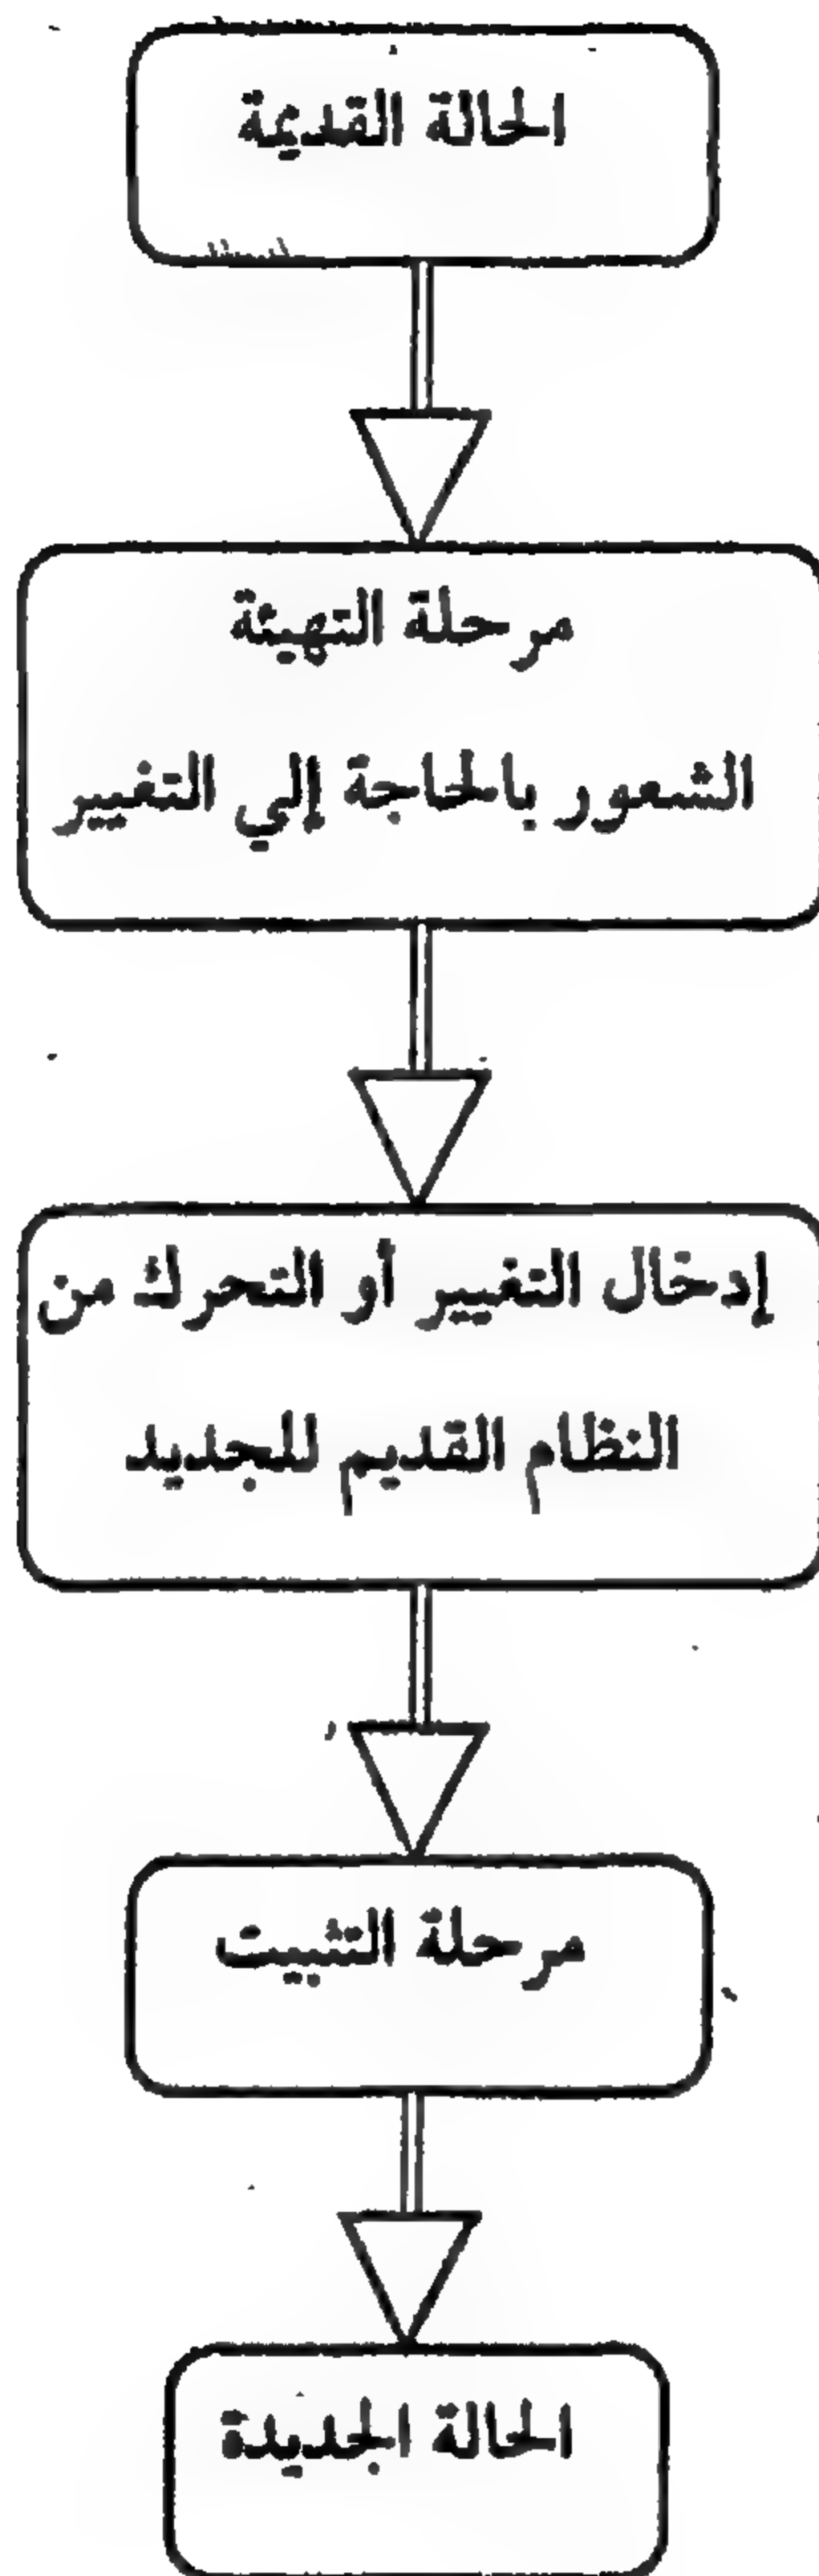 الحالة القديمة
مرحلة التهيئة
الشعور بالحاجة إلي التغيير
إدخال التغيير أو التحرك من
النظام القديم للجديد
مرحلة التثبيت
الحالة الجديدة